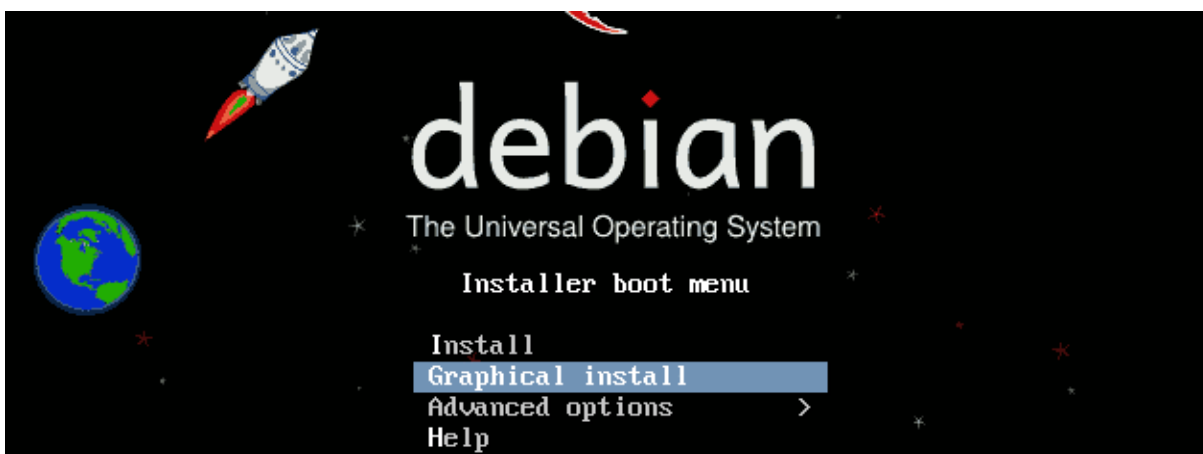 debian
The Universal Operating System
Installer boot menu
Install
Graphical install
Advanced options >
Help